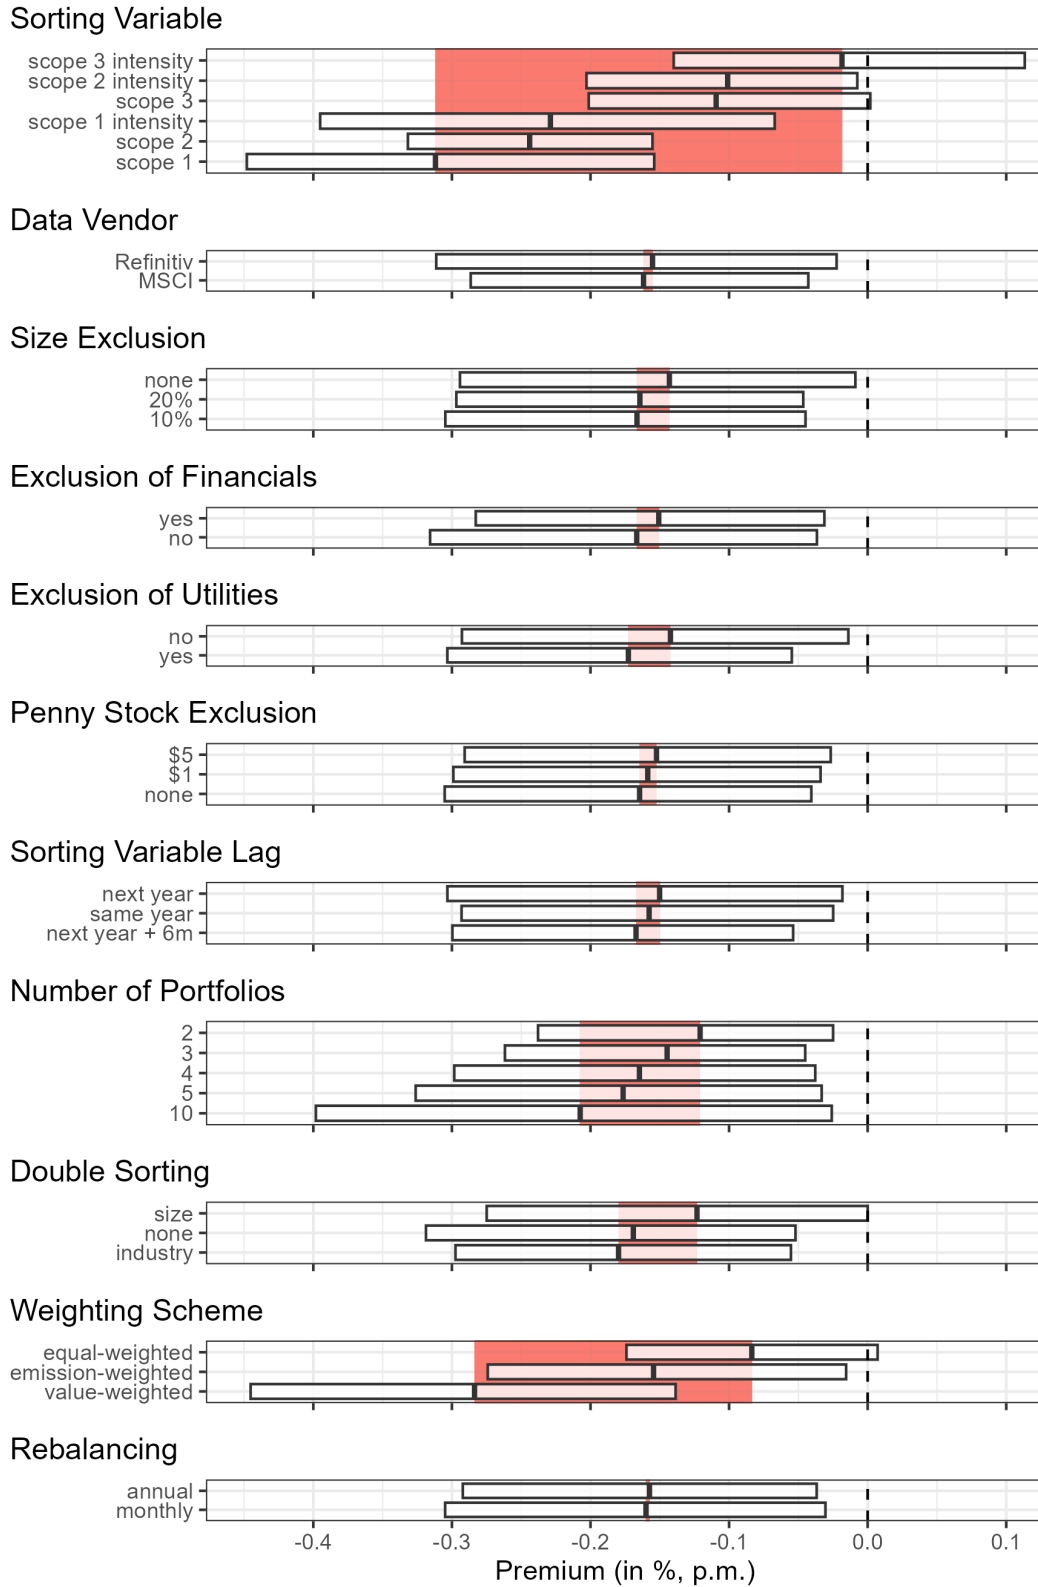 Sorting Variable
scope 3 intensity
scope 2 intensity
scope 3
scope 1 intensity
scope 2
scope 1
Data Vendor
Refinitiv
MSCI
Size Exclusion
none
20%
10%
Exclusion of Financials
yes
no
Exclusion of Utilities
no
yes
Penny Stock Exclusion
$5
$1
none
Sorting Variable Lag
next year
same year
next year + 6m
Number of Portfolios
2
3
4
5
10
Double Sorting
size
none
industry
Weighting Scheme
equal-weighted
emission-weighted
value-weighted
Rebalancing
annual
monthly
-0.4 -0.3 -0.2 -0.1 0.0 0.1
Premium (in %, p.m.)